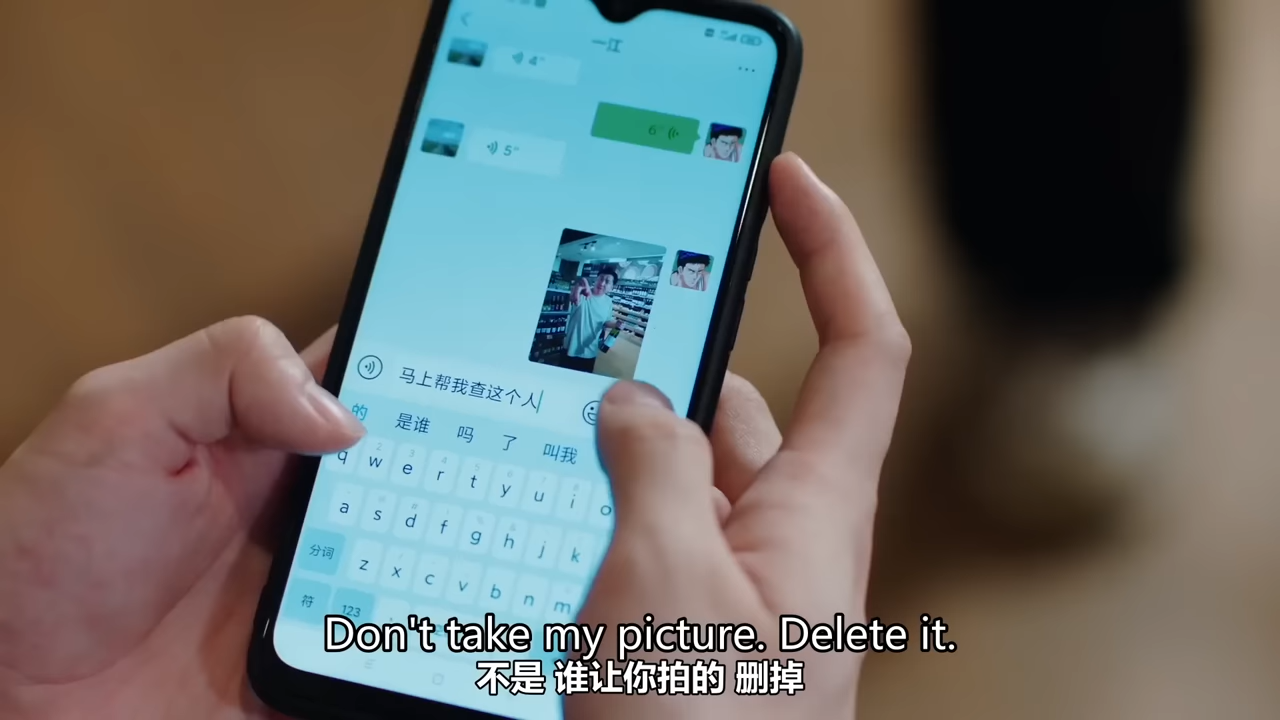 一江
4"
6"
5"
马上帮我查这个人
的 是谁 吗 了 叫我
q w e r t y u i o
a s d f g h j k
分词 z x c v b n m
符 123
Don't take my picture. Delete it.
不是 谁让你拍的 删掉